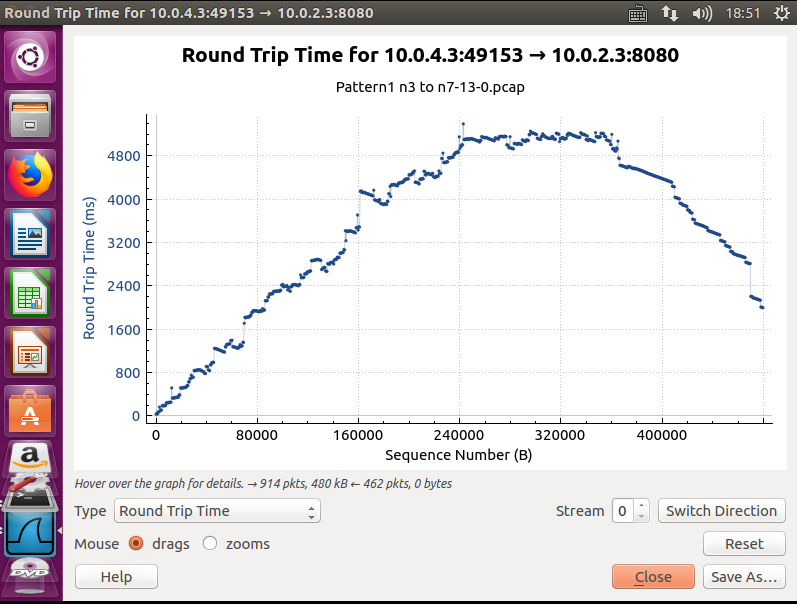 Round Trip Time for 10.0.4.3:49153 → 10.0.2.3:8080
18:51
Round Trip Time for 10.0.4.3:49153 → 10.0.2.3:8080
Pattern1 n3 to n7-13-0.pcap
Round Trip Time (ms)
4800
4000
3200
2400
1600
800
0
0 80000 160000 240000 320000 400000
Sequence Number (B)
Hover over the graph for details. → 914 pkts, 480 kB ← 462 pkts, 0 bytes
Type Round Trip Time Stream 0 Switch Direction
Mouse drags zooms Reset
Help Close Save As…
A
a
DVD